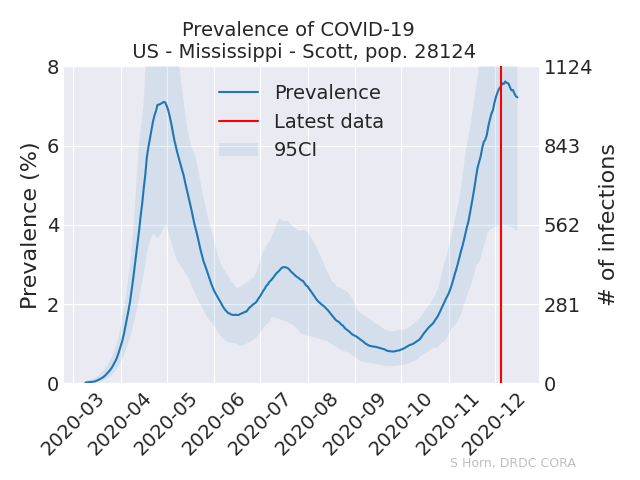 Prevalence of COVID-19
US - Mississippi - Scott, pop. 28124
Prevalence
Latest data
95CI
Prevalence (%)
8
6
4
2
0
1124
843
562
281
0
# of infections
2020-03
2020-04
2020-05
2020-06
2020-07
2020-08
2020-09
2020-10
2020-11
2020-12
S Horn, DRDC CORA